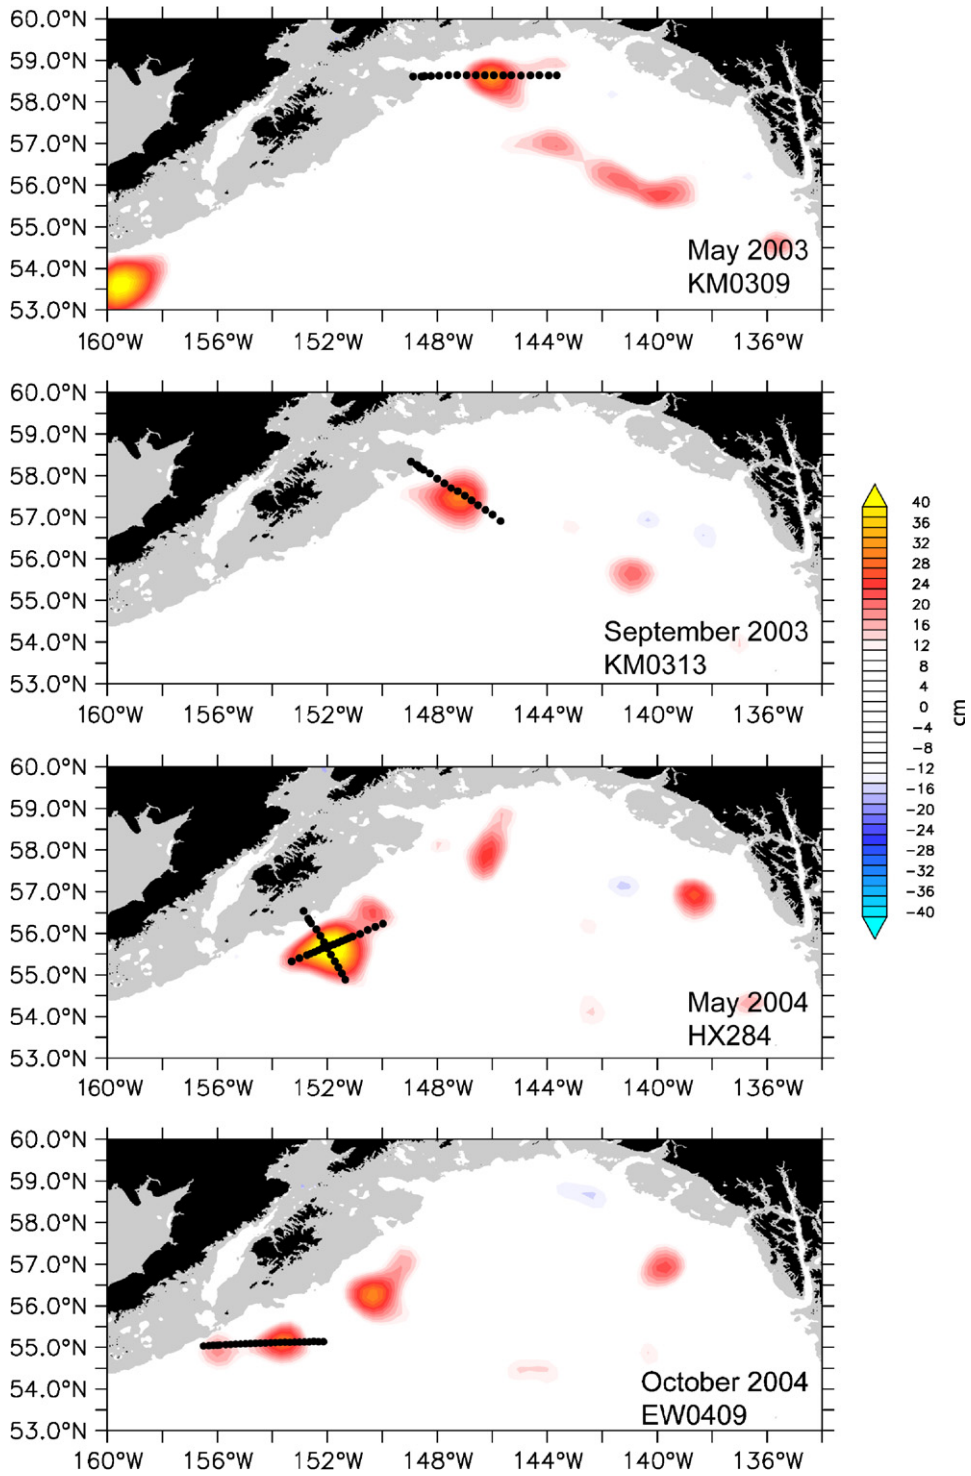 60.0°N
59.0°N
58.0°N
57.0°N
56.0°N
55.0°N
54.0°N
53.0°N
May 2003
KM0309
160°W 156°W 152°W 148°W 144°W 140°W 136°W
60.0°N
59.0°N
58.0°N
57.0°N
56.0°N
55.0°N
54.0°N
53.0°N
September 2003
KM0313
160°W 156°W 152°W 148°W 144°W 140°W 136°W
40
36
32
28
24
20
16
12
8
4
0
-4
-8
-12
-16
-20
-24
-28
-32
-36
-40
cm
60.0°N
59.0°N
58.0°N
57.0°N
56.0°N
55.0°N
54.0°N
53.0°N
May 2004
HX284
160°W 156°W 152°W 148°W 144°W 140°W 136°W
60.0°N
59.0°N
58.0°N
57.0°N
56.0°N
55.0°N
54.0°N
53.0°N
October 2004
EW0409
160°W 156°W 152°W 148°W 144°W 140°W 136°W